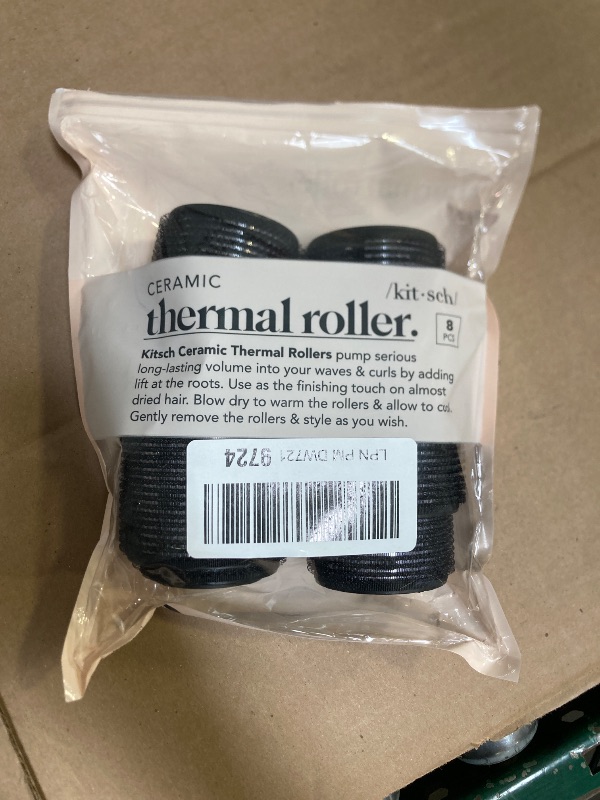 CERAMIC
/kit·sch/
thermal roller.
8
PCS
Kitsch Ceramic Thermal Rollers pump serious
long-lasting volume into your waves & curls by adding
lift at the roots. Use as the finishing touch on almost
dried hair. Blow dry to warm the rollers & allow to cool.
Gently remove the rollers & style as you wish.
LPN PM DW721 9724